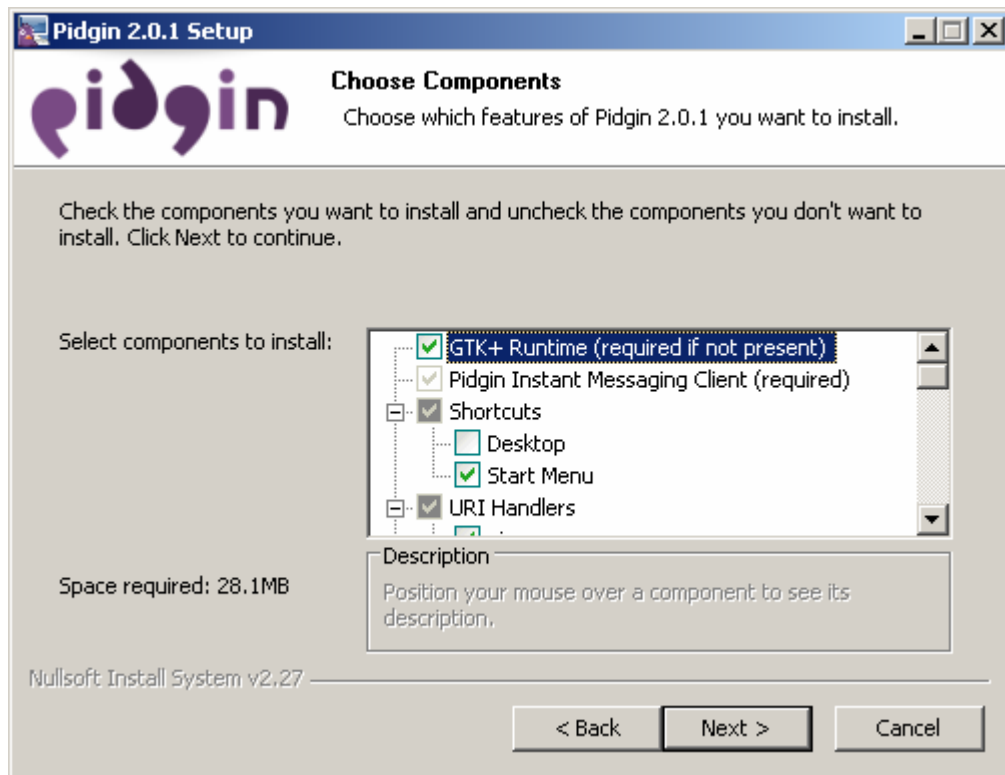 Pidgin 2.0.1 Setup
pidgin
Choose Components
Choose which features of Pidgin 2.0.1 you want to install.
Check the components you want to install and uncheck the components you don't want to
install. Click Next to continue.
Select components to install:
GTK+ Runtime (required if not present)
Pidgin Instant Messaging Client (required)
Shortcuts
Desktop
Start Menu
URI Handlers
Space required: 28.1MB
Description
Position your mouse over a component to see its
description.
Nullsoft Install System v2.27
< Back
Next >
Cancel